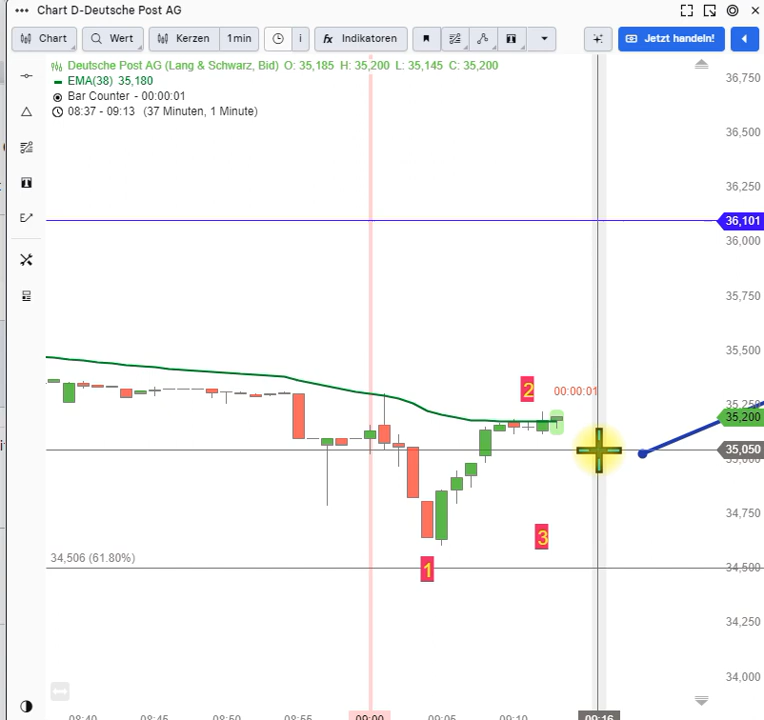 Chart D-Deutsche Post AG
Chart Wert Kerzen 1min i fx Indikatoren Jetzt handeln!
Deutsche Post AG (Lang & Schwarz, Bid) O: 35,185 H: 35,200 L: 35,145 C: 35,200
EMA(38) 35,180
Bar Counter - 00:00:01
08:37 - 09:13 (37 Minuten, 1 Minute)
36,750
36,500
36,250
36,101
36,000
35,750
35,500
2
00:00:01
35,250
35,200
35,050
35,000
34,750
3
34,506 (61.80%)
1
34,500
34,250
34,000
08:40 08:45 08:50 08:55 09:00 09:05 09:10 09:16